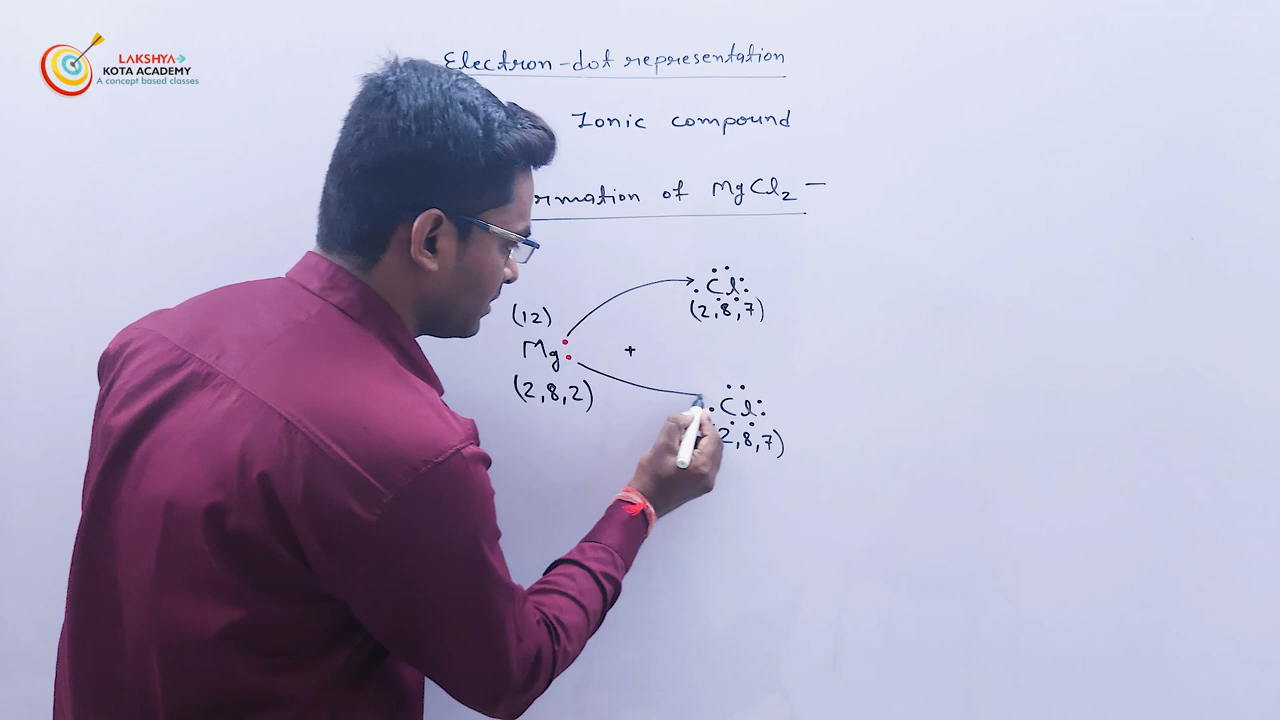 LAKSHYA
KOTA ACADEMY
A concept based classes
Electron-dot representation
Ionic compound
rmation of MgCl2 -
Cl
(2,8,7)
(12)
Mg
+
(2,8,2)
Cl
2,8,7)